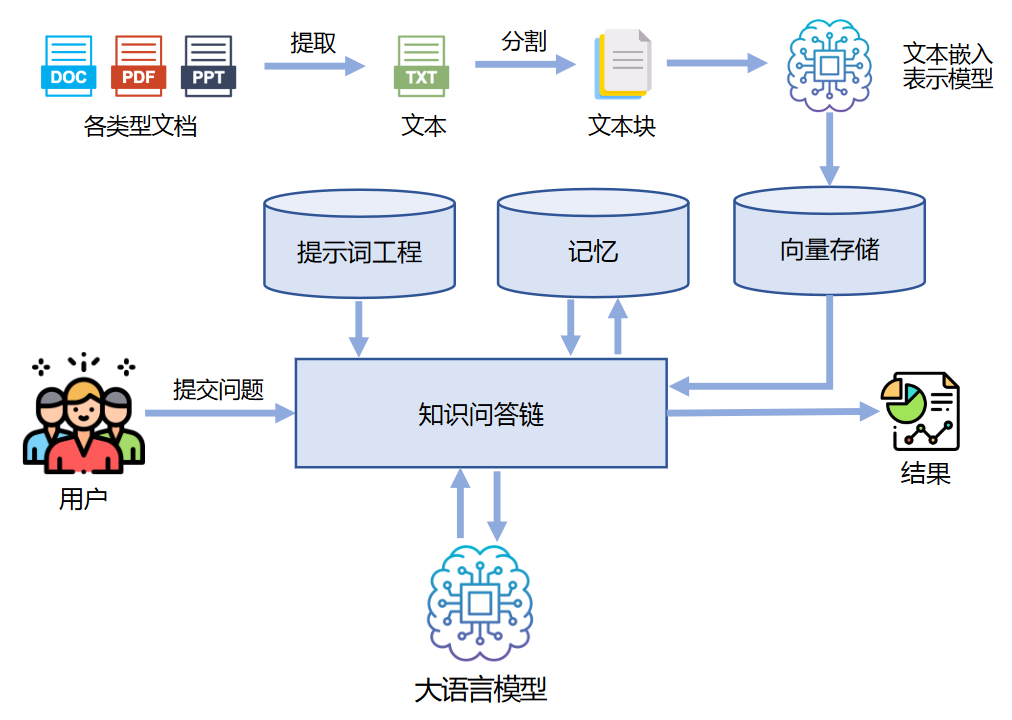 提取
分割
DOC
PDF
PPT
TXT
文本嵌入
表示模型
各类型文档
文本
文本块
提示词工程
记忆
向量存储
提交问题
知识问答链
用户
结果
大语言模型